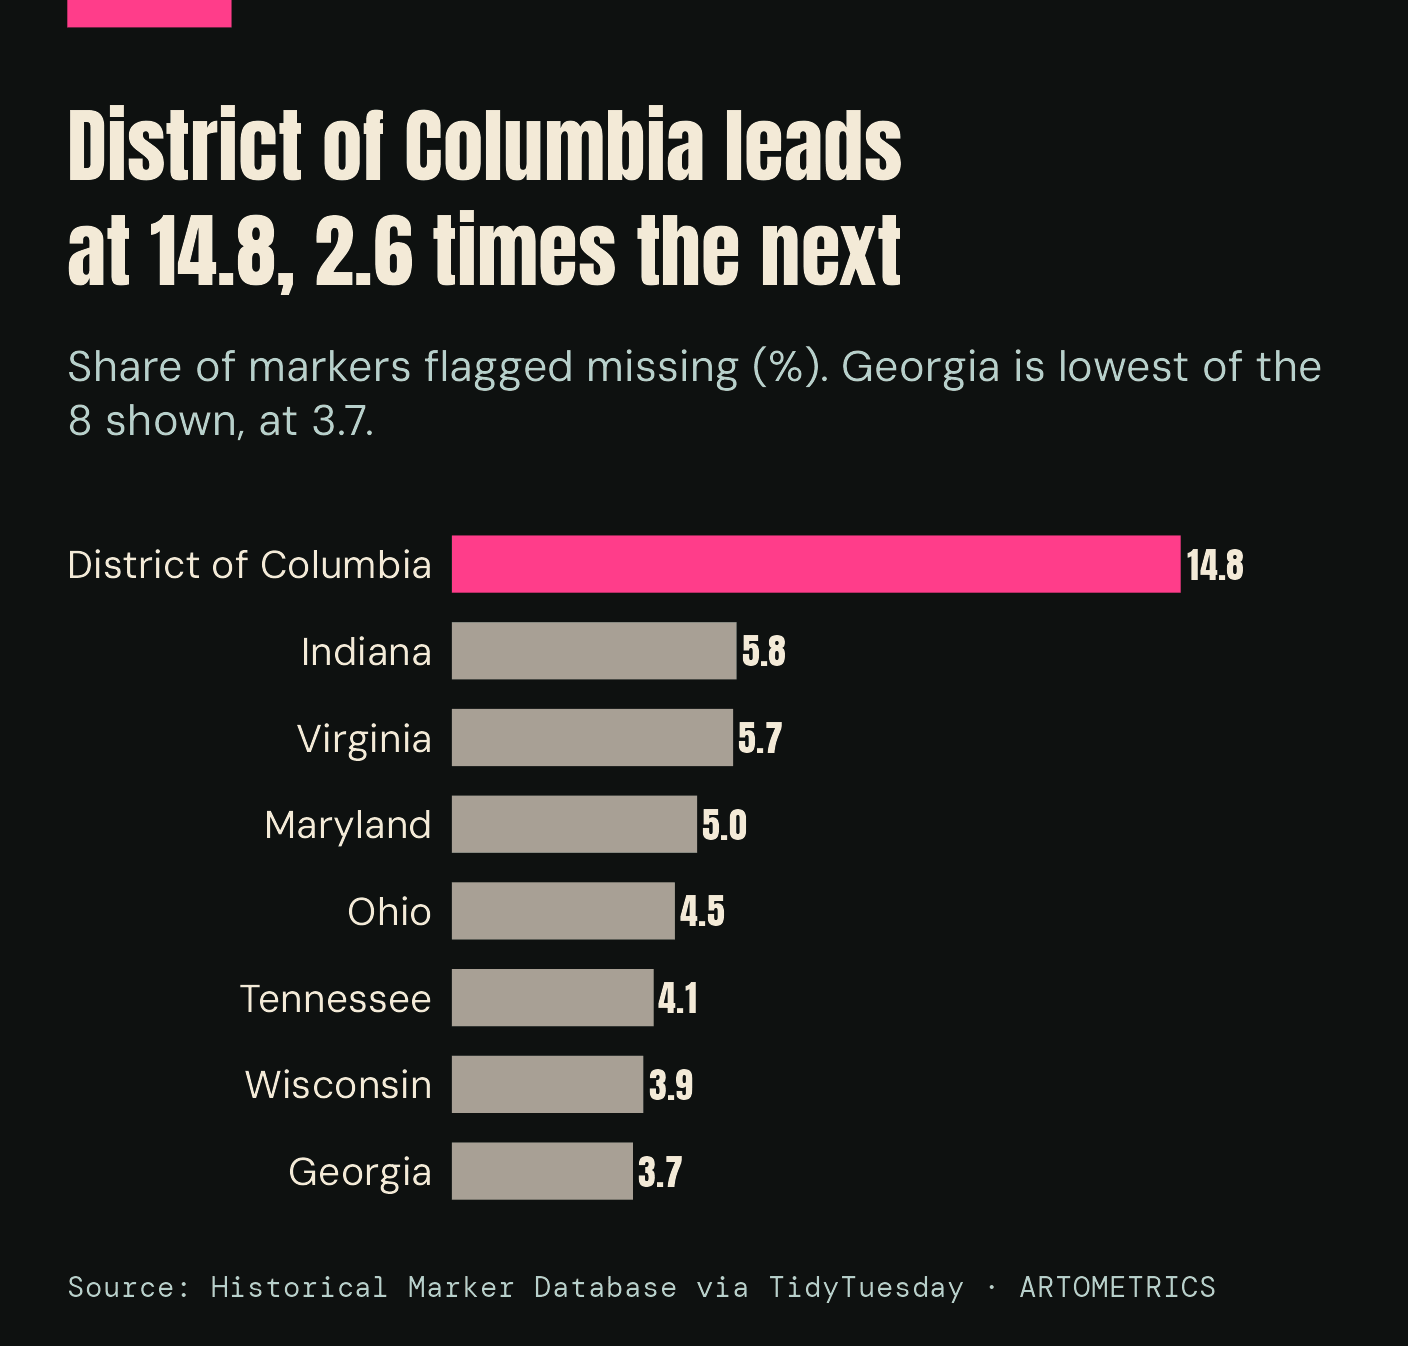 District of Columbia leads
at 14.8, 2.6 times the next
Share of markers flagged missing (%). Georgia is lowest of the
8 shown, at 3.7.
District of Columbia 14.8
Indiana 5.8
Virginia 5.7
Maryland 5.0
Ohio 4.5
Tennessee 4.1
Wisconsin 3.9
Georgia 3.7
Source: Historical Marker Database via TidyTuesday · ARTOMETRICS